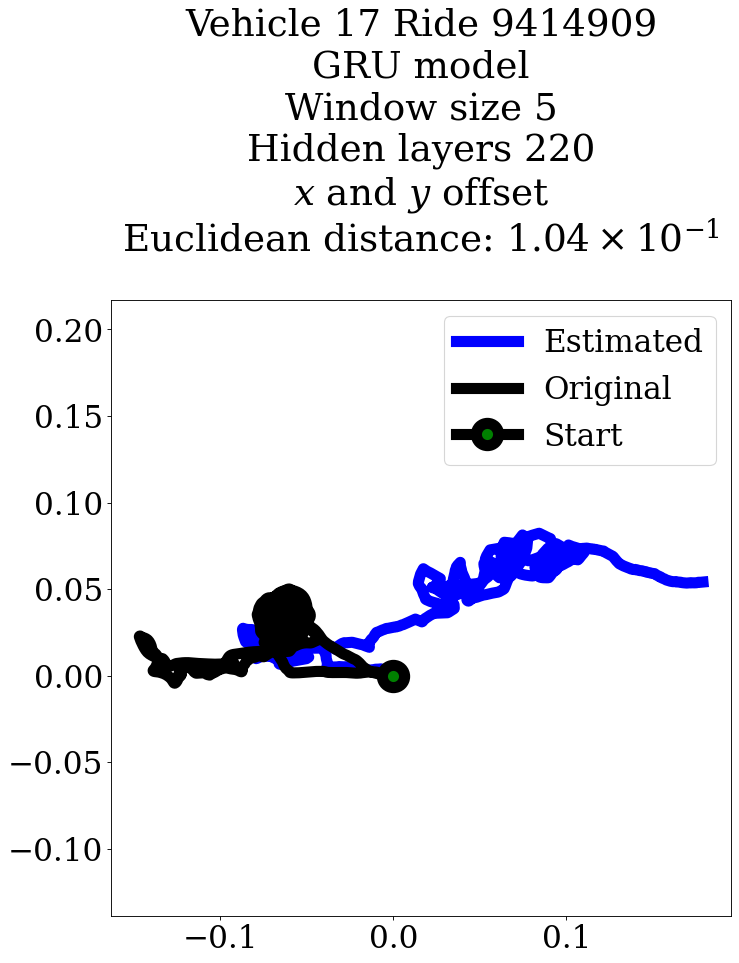 Vehicle 17 Ride 9414909
GRU model
Window size 5
Hidden layers 220
x and y offset
Euclidean distance: 1.04 × 10⁻¹
Estimated
Original
Start
0.20
0.15
0.10
0.05
0.00
−0.05
−0.10
−0.1 0.0 0.1